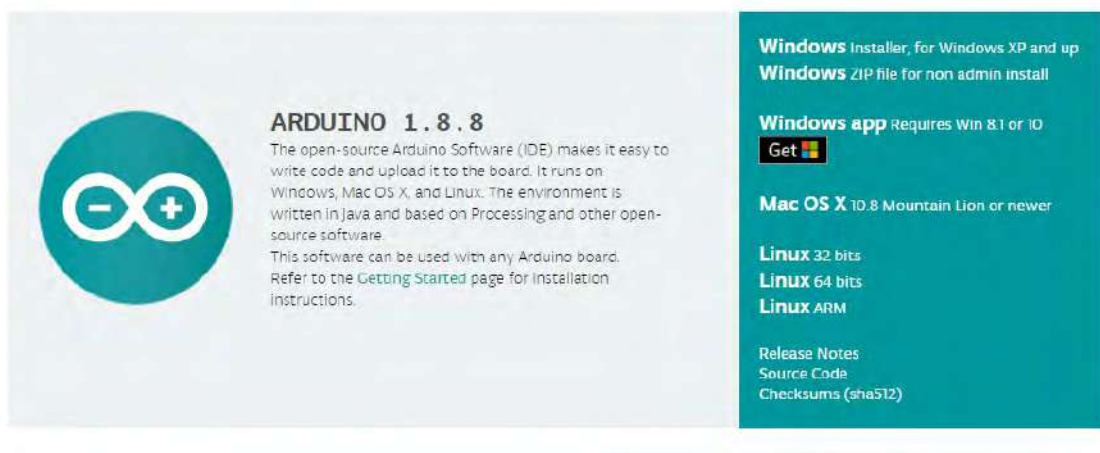 ARDUINO 1.8.8
The open-source Arduino Software (IDE) makes it easy to
write code and upload it to the board. It runs on
Windows, Mac OS X, and Linux. The environment is
written in Java and based on Processing and other open-
source software.
This software can be used with any Arduino board.
Refer to the Getting Started page for Installation
instructions.
Windows Installer, for Windows XP and up
Windows ZIP file for non admin install
Windows app Requires Win 8.1 or 10
Get
Mac OS X 10.8 Mountain Lion or newer
Linux 32 bits
Linux 64 bits
Linux ARM
Release Notes
Source Code
Checksums (sha512)